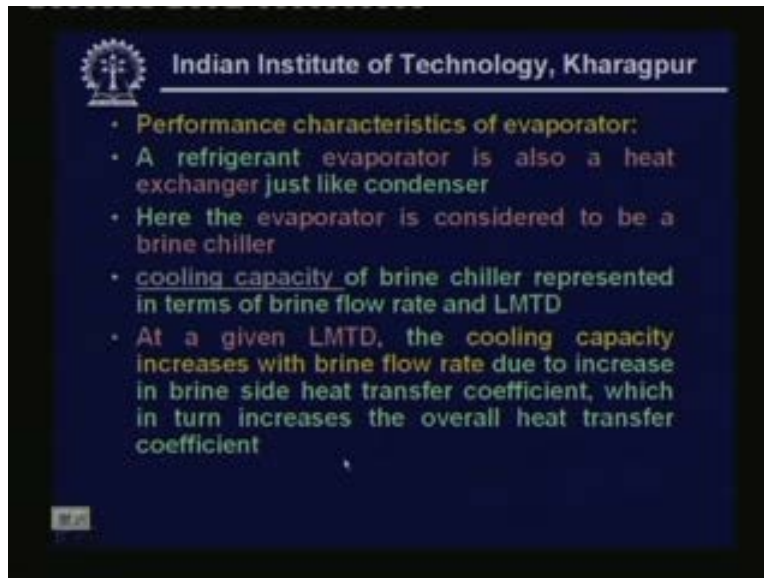 Indian Institute of Technology, Kharagpur
• Performance characteristics of evaporator:
• A refrigerant evaporator is also a heat
exchanger just like condenser
• Here the evaporator is considered to be a
brine chiller
• cooling capacity of brine chiller represented
in terms of brine flow rate and LMTD
• At a given LMTD, the cooling capacity
increases with brine flow rate due to increase
in brine side heat transfer coefficient, which
in turn increases the overall heat transfer
coefficient